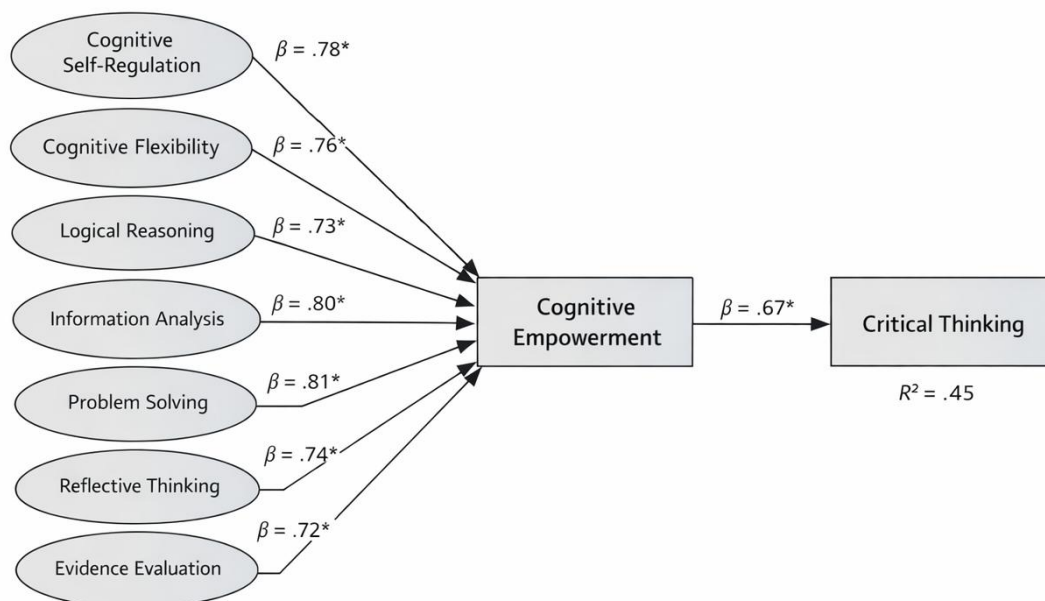 Cognitive
Self-Regulation
β = .78*
Cognitive Flexibility
β = .76*
Logical Reasoning
β = .73*
Information Analysis
β = .80*
Problem Solving
β = .81*
Reflective Thinking
β = .74*
Evidence Evaluation
β = .72*
Cognitive
Empowerment
β = .67*
Critical Thinking
R² = .45